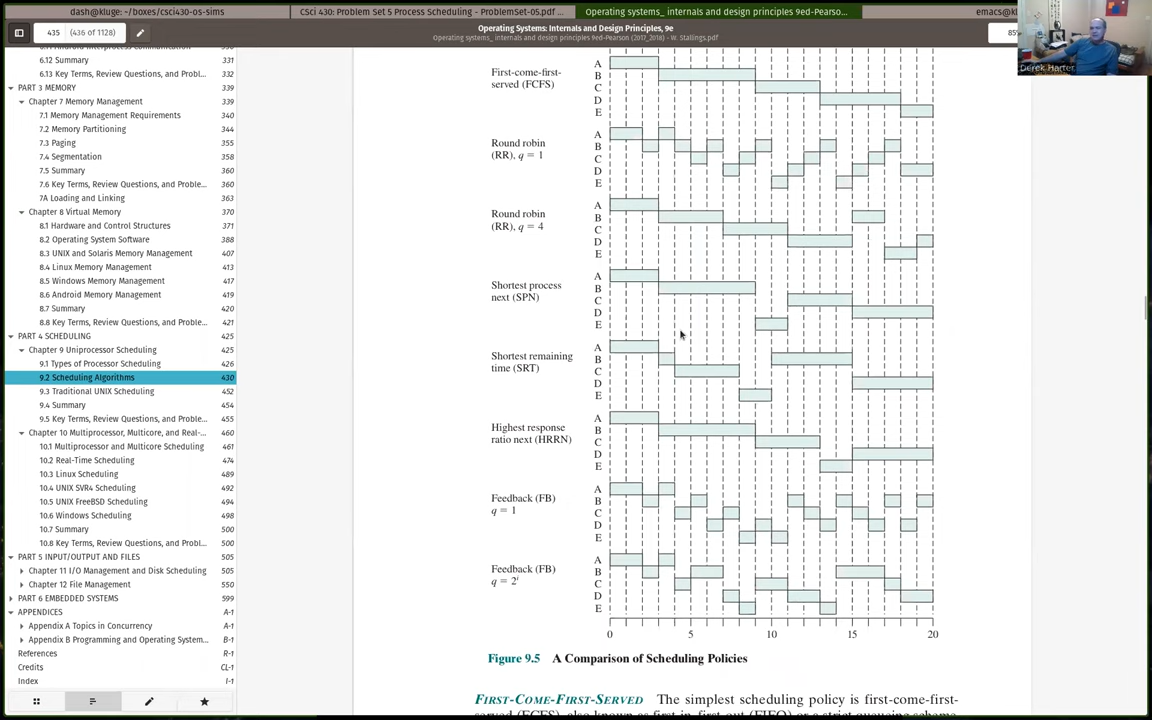 dash@kluge: ~/boxes/csci430-os-sims
CSci 430: Problem Set 5 Process Scheduling - ProblemSet-05.pdf ...
Operating systems_ internals and design principles 9ed-Pearso...
emacs@kl
435 (436 of 1128)
Operating Systems: Internals and Design Principles, 9e
Operating systems_ internals and design principles 9ed-Pearson (2017_2018) - W. Stallings.pdf
85
Derek Harter
6.12 Summary 331
6.13 Key Terms, Review Questions, and Probl... 332
PART 3 MEMORY 339
Chapter 7 Memory Management 339
7.1 Memory Management Requirements 340
7.2 Memory Partitioning 344
7.3 Paging 355
7.4 Segmentation 358
7.5 Summary 360
7.6 Key Terms, Review Questions, and Proble... 360
7A Loading and Linking 363
Chapter 8 Virtual Memory 370
8.1 Hardware and Control Structures 371
8.2 Operating System Software 388
8.3 UNIX and Solaris Memory Management 407
8.4 Linux Memory Management 413
8.5 Windows Memory Management 417
8.6 Android Memory Management 419
8.7 Summary 420
8.8 Key Terms, Review Questions, and Proble... 421
PART 4 SCHEDULING 425
Chapter 9 Uniprocessor Scheduling 425
9.1 Types of Processor Scheduling 426
9.2 Scheduling Algorithms 430
9.3 Traditional UNIX Scheduling 452
9.4 Summary 454
9.5 Key Terms, Review Questions, and Proble... 455
Chapter 10 Multiprocessor, Multicore, and Real-... 460
10.1 Multiprocessor and Multicore Scheduling 461
10.2 Real-Time Scheduling 474
10.3 Linux Scheduling 489
10.4 UNIX SVR4 Scheduling 492
10.5 UNIX FreeBSD Scheduling 494
10.6 Windows Scheduling 498
10.7 Summary 500
10.8 Key Terms, Review Questions, and Probl... 500
PART 5 INPUT/OUTPUT AND FILES 505
Chapter 11 I/O Management and Disk Scheduling 505
Chapter 12 File Management 550
PART 6 EMBEDDED SYSTEMS 599
APPENDICES A-1
Appendix A Topics in Concurrency A-1
Appendix B Programming and Operating System... B-1
References R-1
Credits CL-1
Index I-1
First-come-first-
served (FCFS)
A
B
C
D
E
Round robin
(RR), q = 1
A
B
C
D
E
Round robin
(RR), q = 4
A
B
C
D
E
Shortest process
next (SPN)
A
B
C
D
E
Shortest remaining
time (SRT)
A
B
C
D
E
Highest response
ratio next (HRRN)
A
B
C
D
E
Feedback (FB)
q = 1
A
B
C
D
E
Feedback (FB)
q = 2^i
A
B
C
D
E
0 5 10 15 20
Figure 9.5 A Comparison of Scheduling Policies
FIRST-COME-FIRST-SERVED The simplest scheduling policy is first-come-first-
served (FCFS), also known as first-in-first-out (FIFO) or a strict queueing scheme.